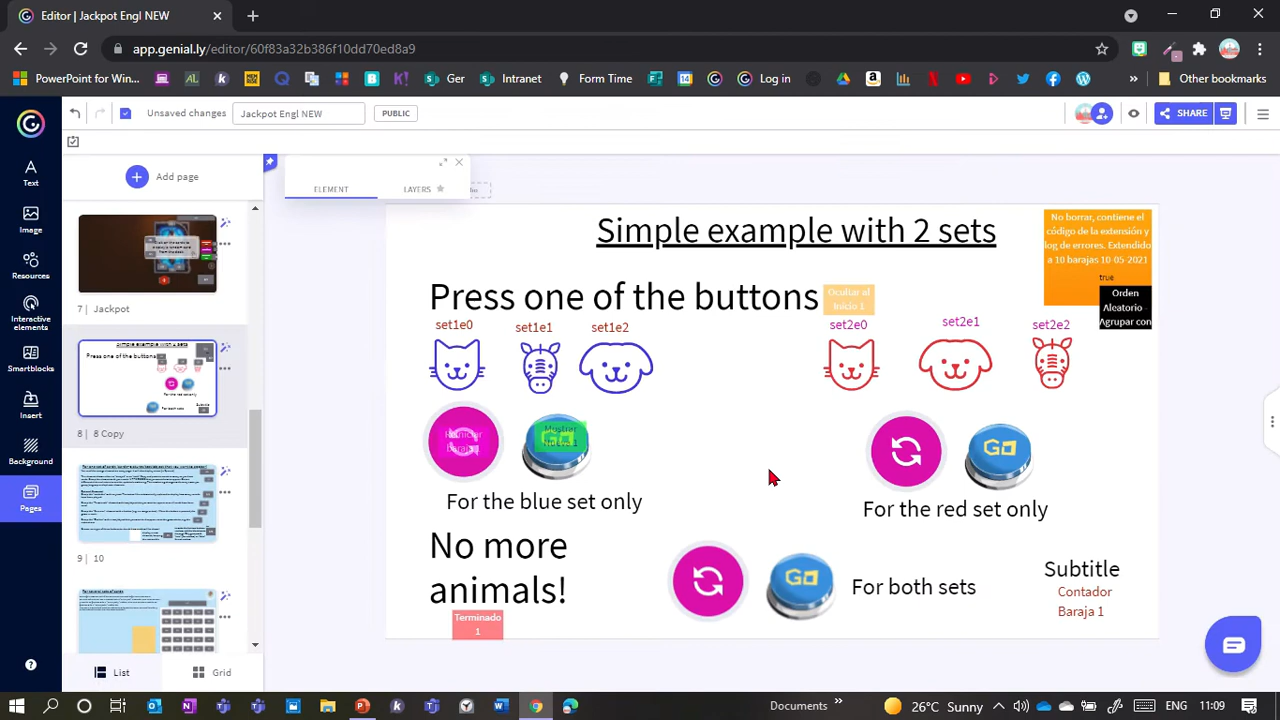 Editor | Jackpot Engl NEW
app.genial.ly/editor/60f83a32b386f10dd70ed8a9
PowerPoint for Win...
AL
Ger
Intranet
Form Time
Log in
Other bookmarks
Unsaved changes
Jackpot Engl NEW
PUBLIC
SHARE
Text
Image
Resources
Interactive
elements
Smartblocks
Insert
Background
Pages
Add page
7 | Jackpot
8 | 8 Copy
9 | 10
List
Grid
ELEMENT
LAYERS
Simple example with 2 sets
Press one of the buttons
Ocultar al
Inicio 1
No borrar, contiene el
código de la extensión y
log de errores. Extendido
a 10 barajas 10-05-2021
true
Orden
Aleatorio -
Agrupar con
set1e0
set1e1
set1e2
set2e0
set2e1
set2e2
Reiniciar
Baraja 1
Mostrar
GO
GO
For the blue set only
For the red set only
No more
animals!
Terminado
1
GO
For both sets
Subtitle
Contador
Baraja 1
Documents
26°C Sunny
ENG
11:09